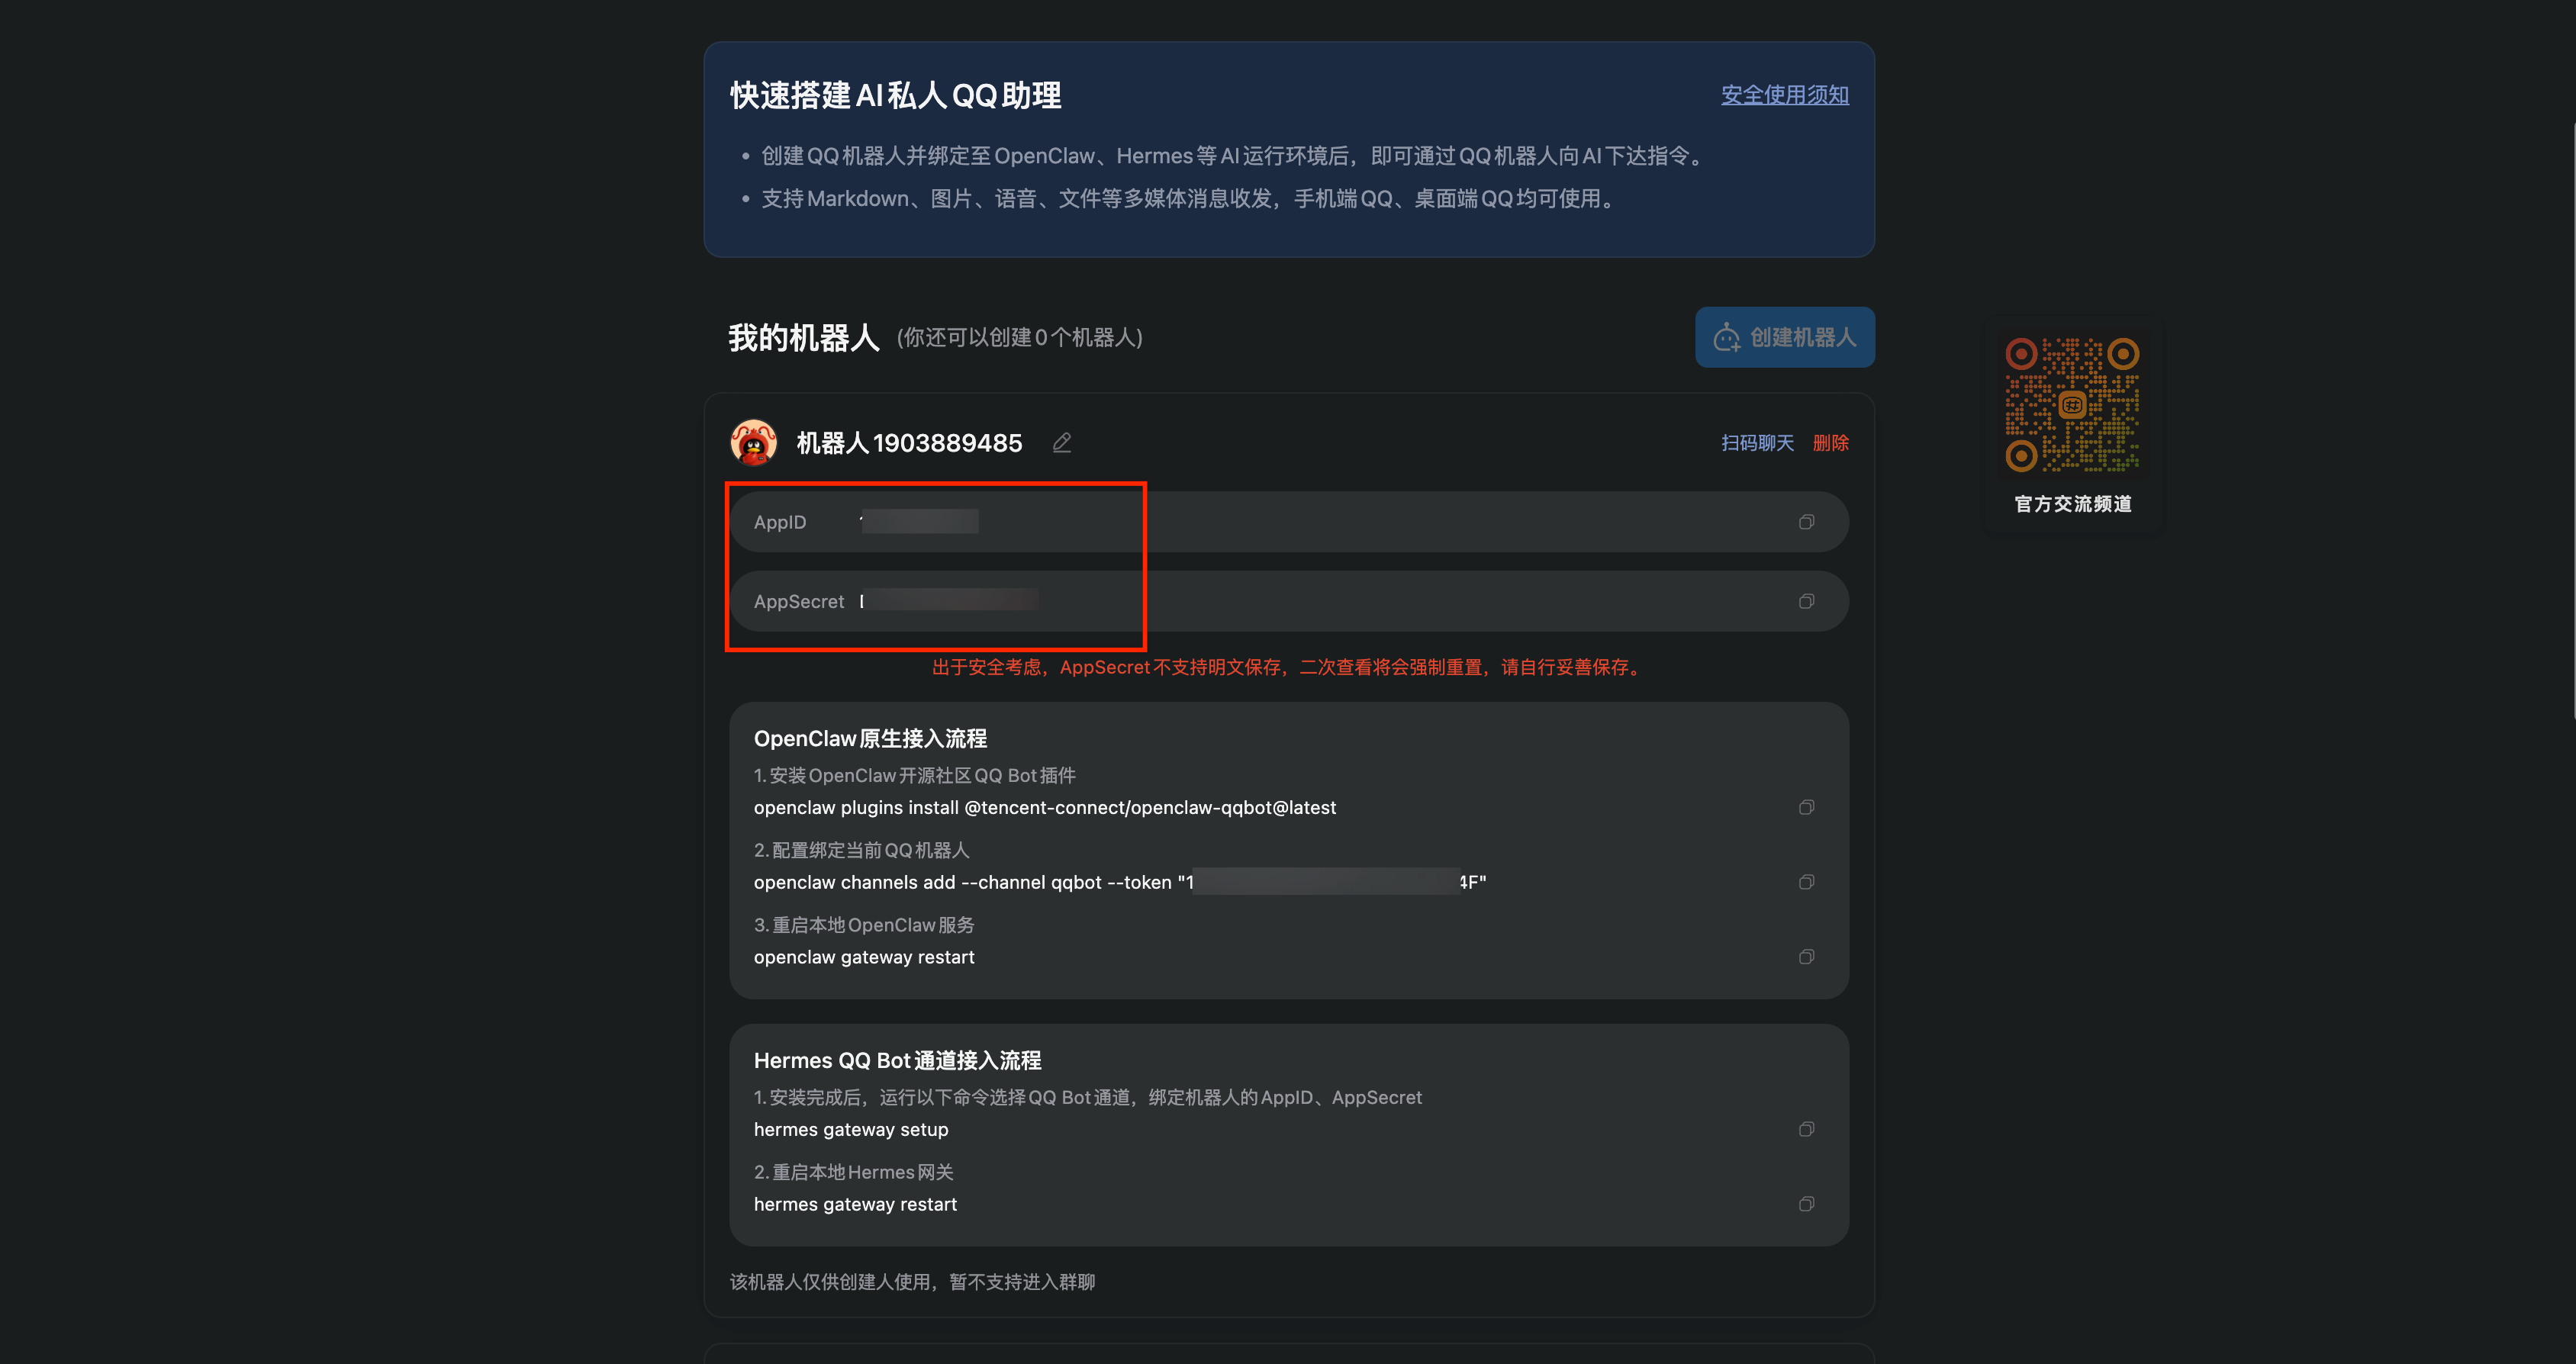 快速搭建AI私人QQ助理
安全使用须知
创建QQ机器人并绑定至OpenClaw、Hermes等AI运行环境后，即可通过QQ机器人向AI下达指令。
支持Markdown、图片、语音、文件等多媒体消息收发，手机端QQ、桌面端QQ均可使用。
我的机器人 (你还可以创建0个机器人)
创建机器人
机器人1903889485
扫码聊天 删除
AppID
AppSecret
出于安全考虑，AppSecret不支持明文保存，二次查看将会强制重置，请自行妥善保存。
OpenClaw原生接入流程
1.安装OpenClaw开源社区QQ Bot插件
openclaw plugins install @tencent-connect/openclaw-qqbot@latest
2.配置绑定当前QQ机器人
openclaw channels add --channel qqbot --token "1 4F"
3.重启本地OpenClaw服务
openclaw gateway restart
Hermes QQ Bot通道接入流程
1.安装完成后，运行以下命令选择QQ Bot通道，绑定机器人的AppID、AppSecret
hermes gateway setup
2.重启本地Hermes网关
hermes gateway restart
该机器人仅供创建人使用，暂不支持进入群聊
官方交流频道